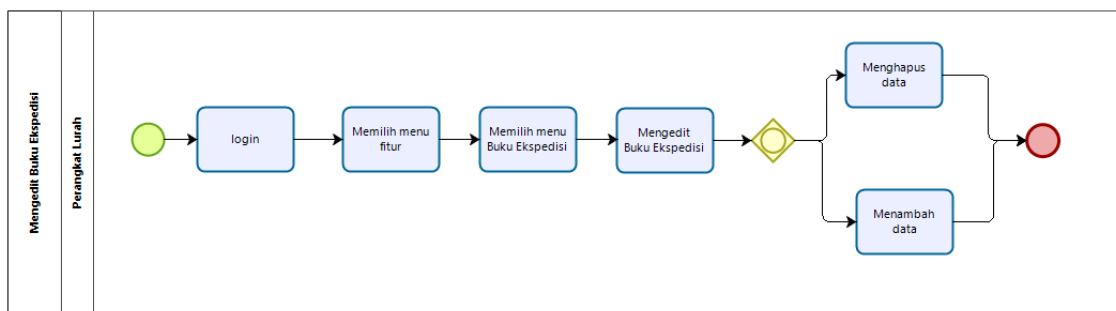 Mengedit Buku Ekspedisi
Perangkat Lurah
login
Memilih menu
fitur
Memilih menu
Buku Ekspedisi
Mengedit
Buku Ekspedisi
Menghapus
data
Menambah
data